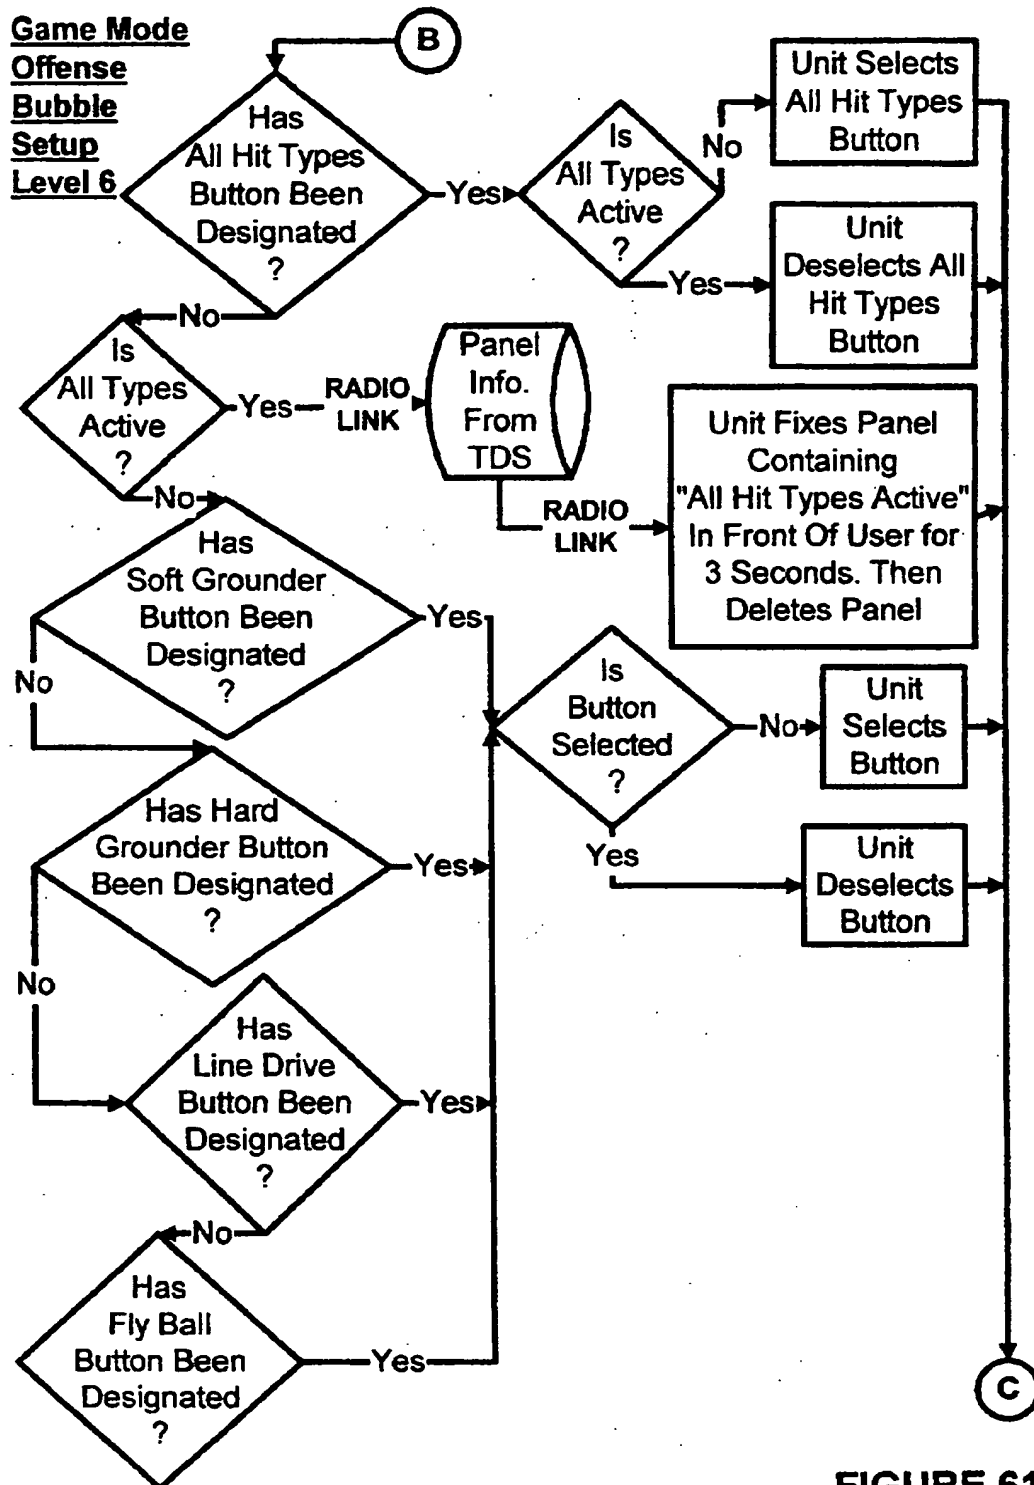 Game Mode
Offense
Bubble
Setup
Level 6
B
Has
All Hit Types
Button Been
Designated
?
Yes
Is
All Types
Active
?
No
Unit Selects
All Hit Types
Button
Yes
Unit
Deselects All
Hit Types
Button
No
Is
All Types
Active
?
Yes
RADIO
LINK
Panel
Info.
From
TDS
RADIO
LINK
Unit Fixes Panel
Containing
"All Hit Types Active"
In Front Of User for
3 Seconds. Then
Deletes Panel
No
Has
Soft Grounder
Button Been
Designated
?
Yes
No
Is
Button
Selected
?
No
Unit
Selects
Button
Yes
Unit
Deselects
Button
Has Hard
Grounder Button
Been Designated
?
Yes
No
Has
Line Drive
Button Been
Designated
?
Yes
No
Has
Fly Ball
Button Been
Designated
?
Yes
C
FIGURE 61